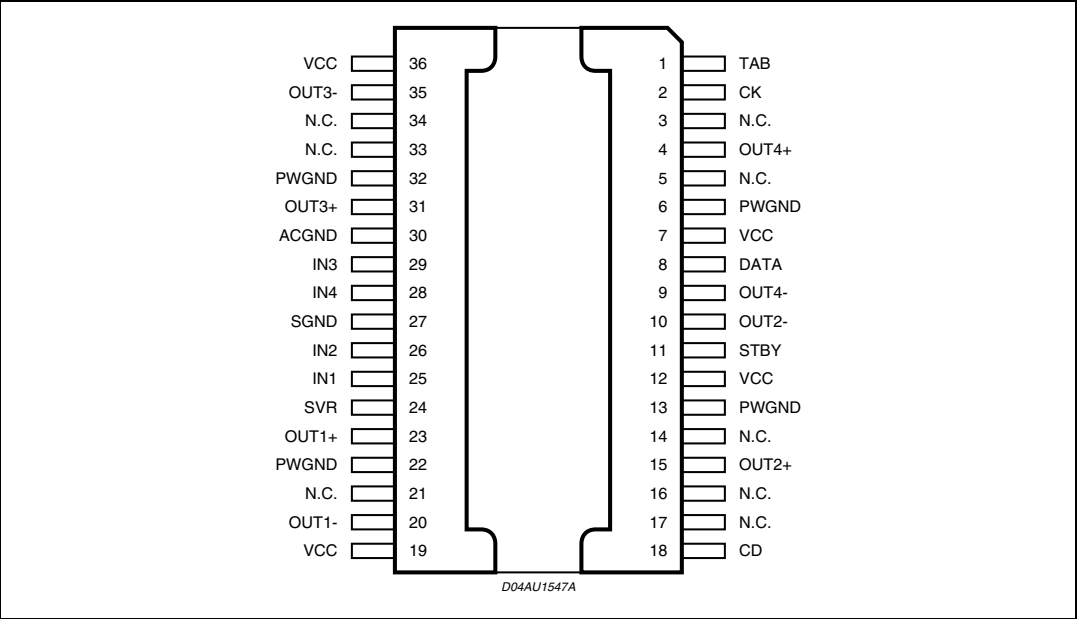 VCC 36 1 TAB
OUT3- 35 2 CK
N.C. 34 3 N.C.
N.C. 33 4 OUT4+
PWGND 32 5 N.C.
OUT3+ 31 6 PWGND
ACGND 30 7 VCC
IN3 29 8 DATA
IN4 28 9 OUT4-
SGND 27 10 OUT2-
IN2 26 11 STBY
IN1 25 12 VCC
SVR 24 13 PWGND
OUT1+ 23 14 N.C.
PWGND 22 15 OUT2+
N.C. 21 16 N.C.
OUT1- 20 17 N.C.
VCC 19 18 CD
D04AU1547A